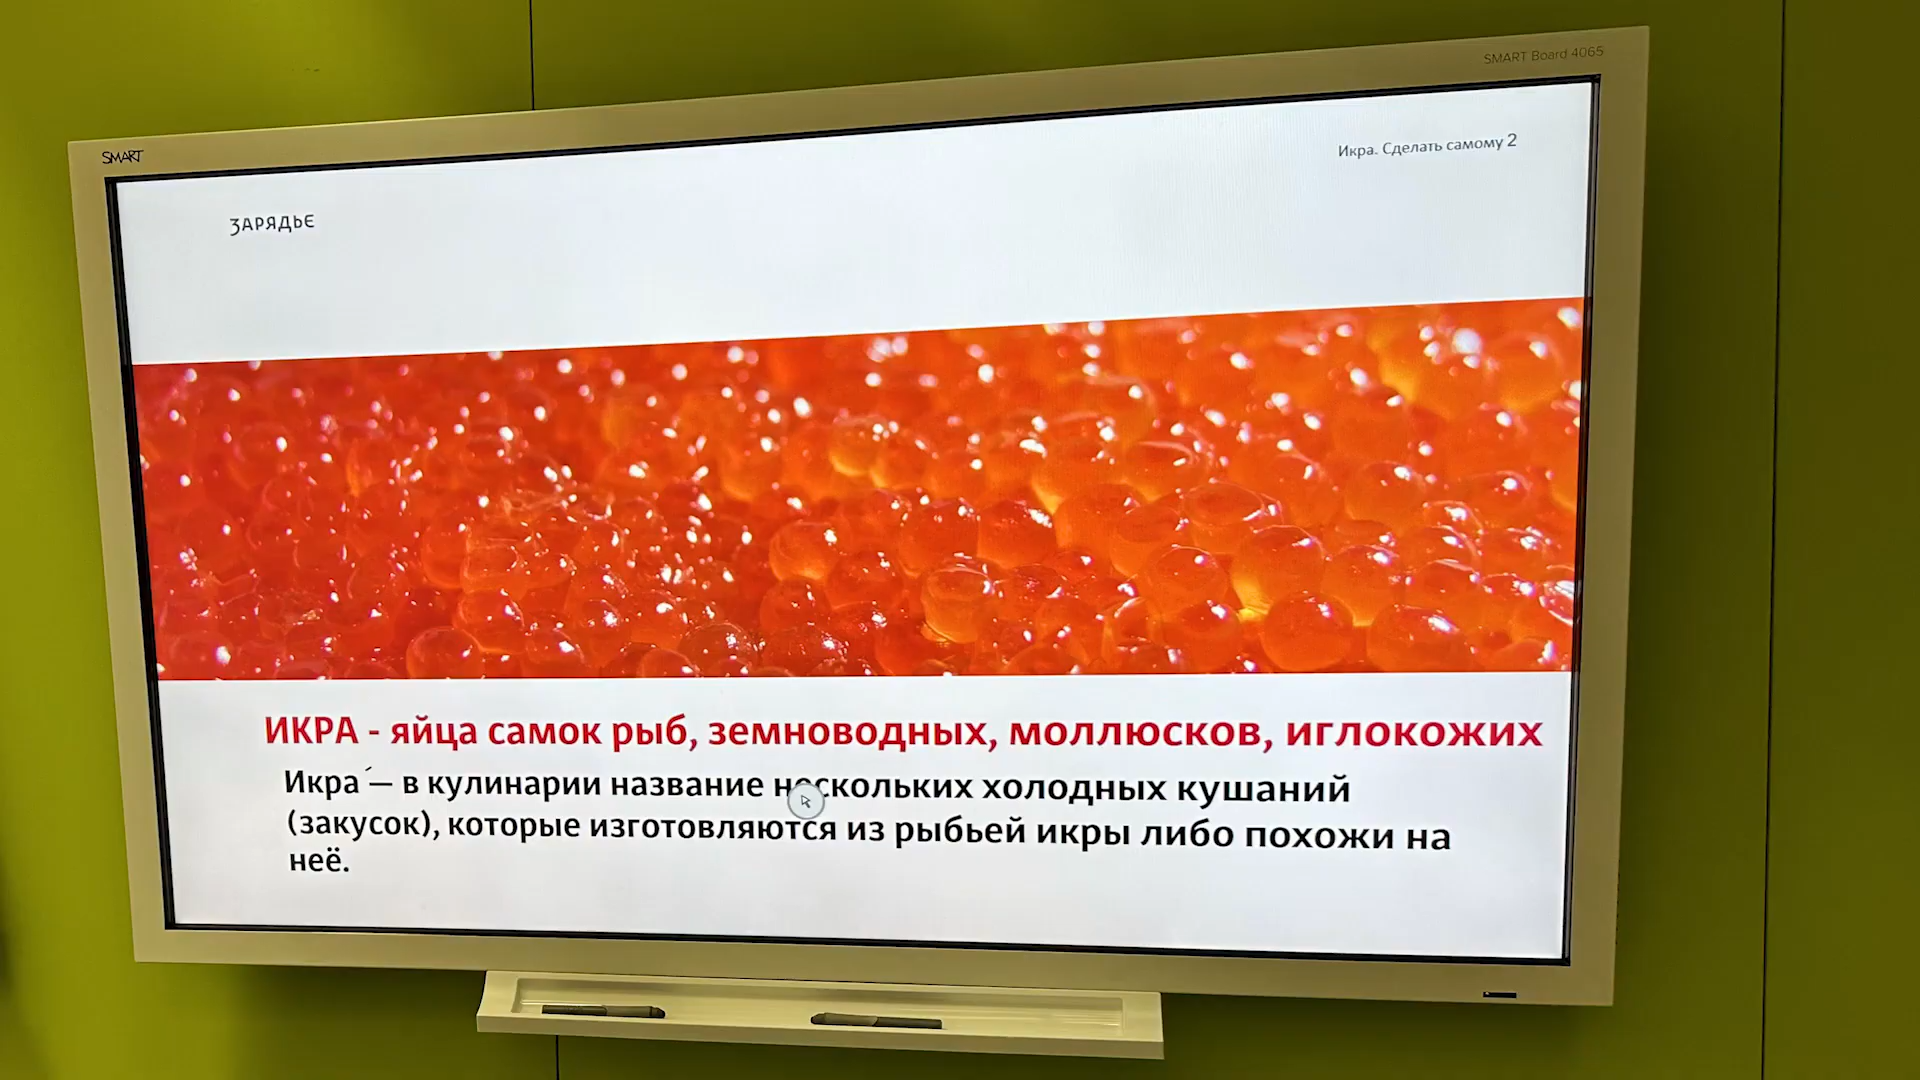 SMART Board 4065
SMART
Икра. Сделать самому 2
ЗАРЯДЬЕ
ИКРА - яйца самок рыб, земноводных, моллюсков, иглокожих
Икра́ — в кулинарии название нескольких холодных кушаний
(закусок), которые изготовляются из рыбьей икры либо похожи на
неё.